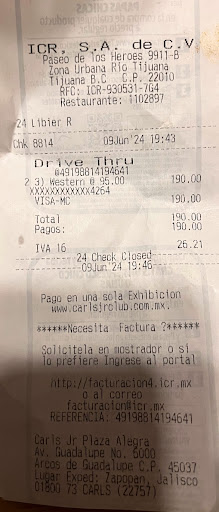 ICR, S.A. de C.V.
Paseo de los Heroes 9911-B
Zona Urbana Rio Tijuana
Tijuana B.C C.P. 22010
RFC: ICR-930531-7G4
Restaurante: 1102897
24 Libier R
Chk 8814 09Jun'24 19:43
Drive Thru
@49198814194641
2 3) Western @ 95.00 190.00
XXXXXXXXXXXX4264
VISA-MC 190.00
Total 190.00
Pagos: 190.00
IVA 16 26.21
24 Check Closed
09Jun'24 19:46
Pago en una sola Exhibicion
www.carlsjrclub.com.mx.
******Necesita Factura ?******
Solicitela en mostrador o si
lo prefiere Ingrese al portal
http://facturacion4.icr.mx
o al correo
facturacion@icr.mx
REFERENCIA: 49198814194641
Carls Jr Plaza Alegra
Av. Guadalupe No. 5000
Arcos de Guadalupe C.P. 45037
Lugar Exped: Zapopan, Jalisco
01800 73 CARLS (22757)